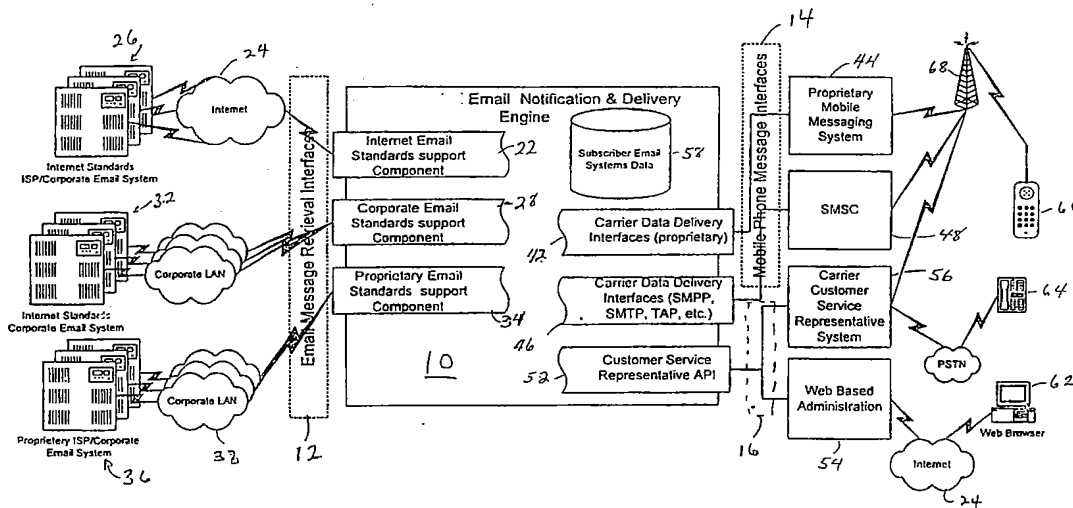 26
24
Internet
Internet Standards
ISP/Corporate Email System
32
Corporate LAN
Internet Standards
Corporate Email System
Corporate LAN
38
Proprietery ISP/Corporate
Email System
36
Email Message Retrieval Interfaces
12
Email Notification & Delivery
Engine
Internet Email
Standards support
Component
22
Subscriber Email
Systems Data
58
Corporate Email
Standards support
Component
28
Proprietary Email
Standards support
Component
34
10
Carrier Data Delivery
Interfaces (proprietary)
42
Carrier Data Delivery
Interfaces (SMPP,
SMTP, TAP, etc.)
46
Customer Service
Representative API
52
14
Mobile Phone Message Interfaces
16
44
Proprietary
Mobile
Messaging
System
SMSC
48
Carrier
Customer
Service
Representative
System
56
Web Based
Administration
54
68
64
PSTN
62
Web Browser
Internet
24